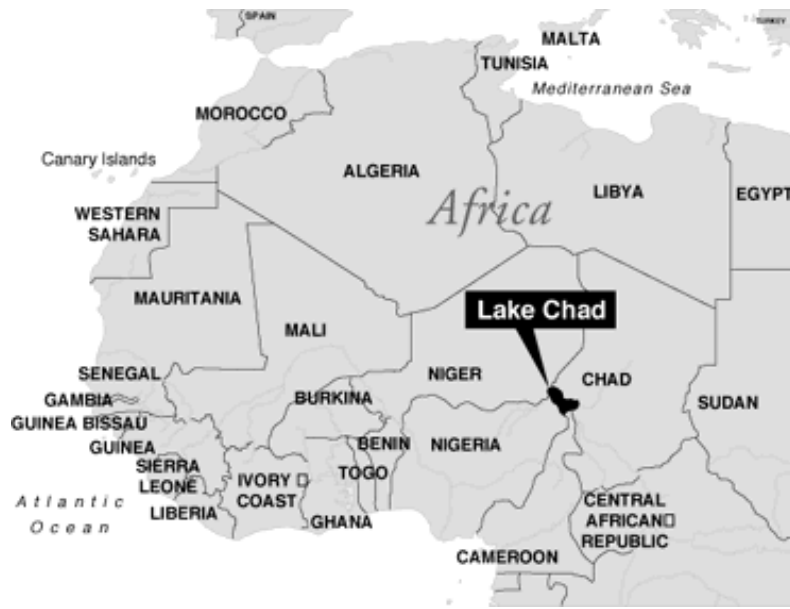 SPAIN
TURKEY
MALTA
TUNISIA
Mediterranean Sea
MOROCCO
Canary Islands
ALGERIA
Africa
LIBYA
EGYPT
WESTERN
SAHARA
MAURITANIA
Lake Chad
MALI
SENEGAL
NIGER
CHAD
GAMBIA
BURKINA
SUDAN
GUINEA BISSAU
GUINEA
BENIN
NIGERIA
SIERRA
LEONE
IVORY
COAST
TOGO
Atlantic
Ocean
LIBERIA
GHANA
CENTRAL
AFRICAN
REPUBLIC
CAMEROON